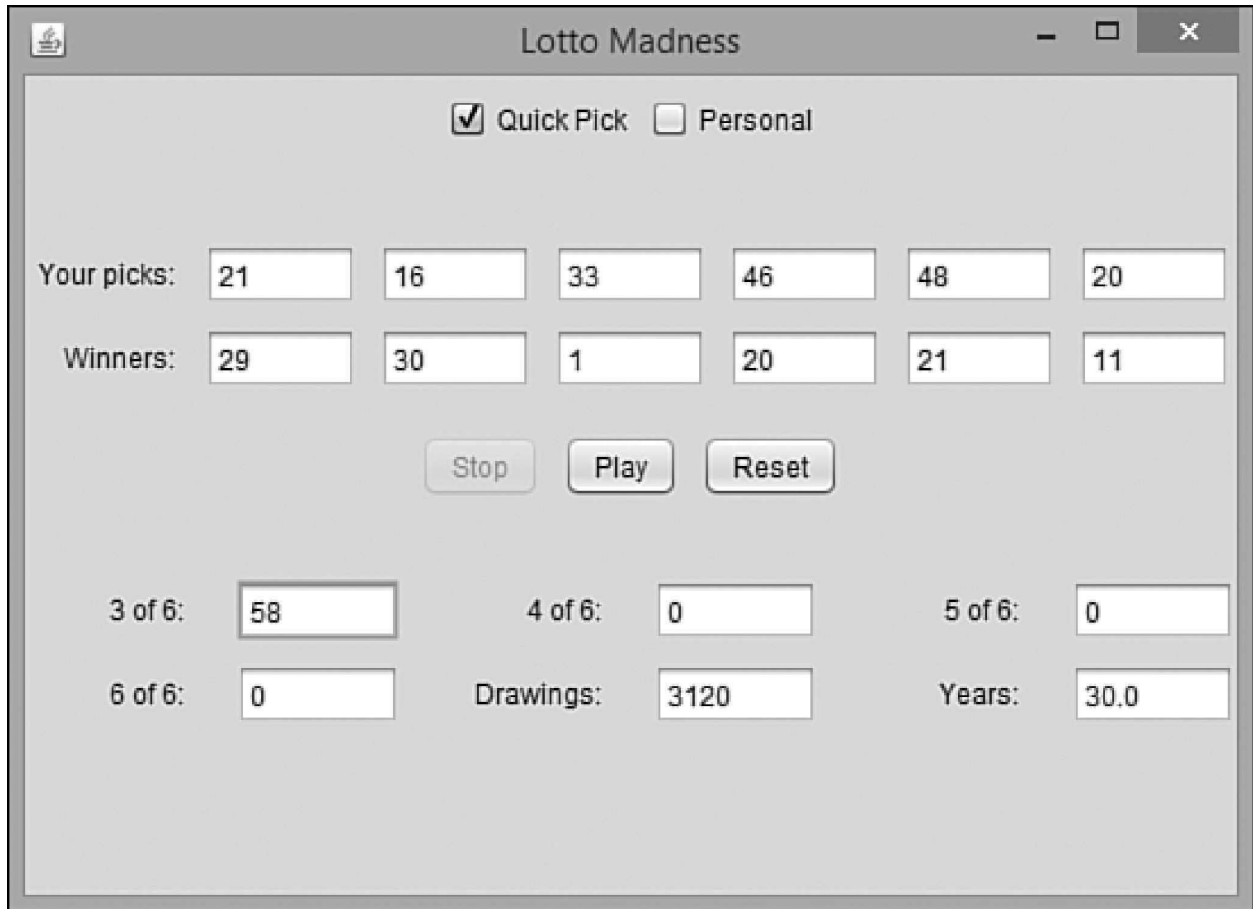 Lotto Madness
Quick Pick Personal
Your picks: 21 16 33 46 48 20
Winners: 29 30 1 20 21 11
Stop Play Reset
3 of 6: 58 4 of 6: 0 5 of 6: 0
6 of 6: 0 Drawings: 3120 Years: 30.0